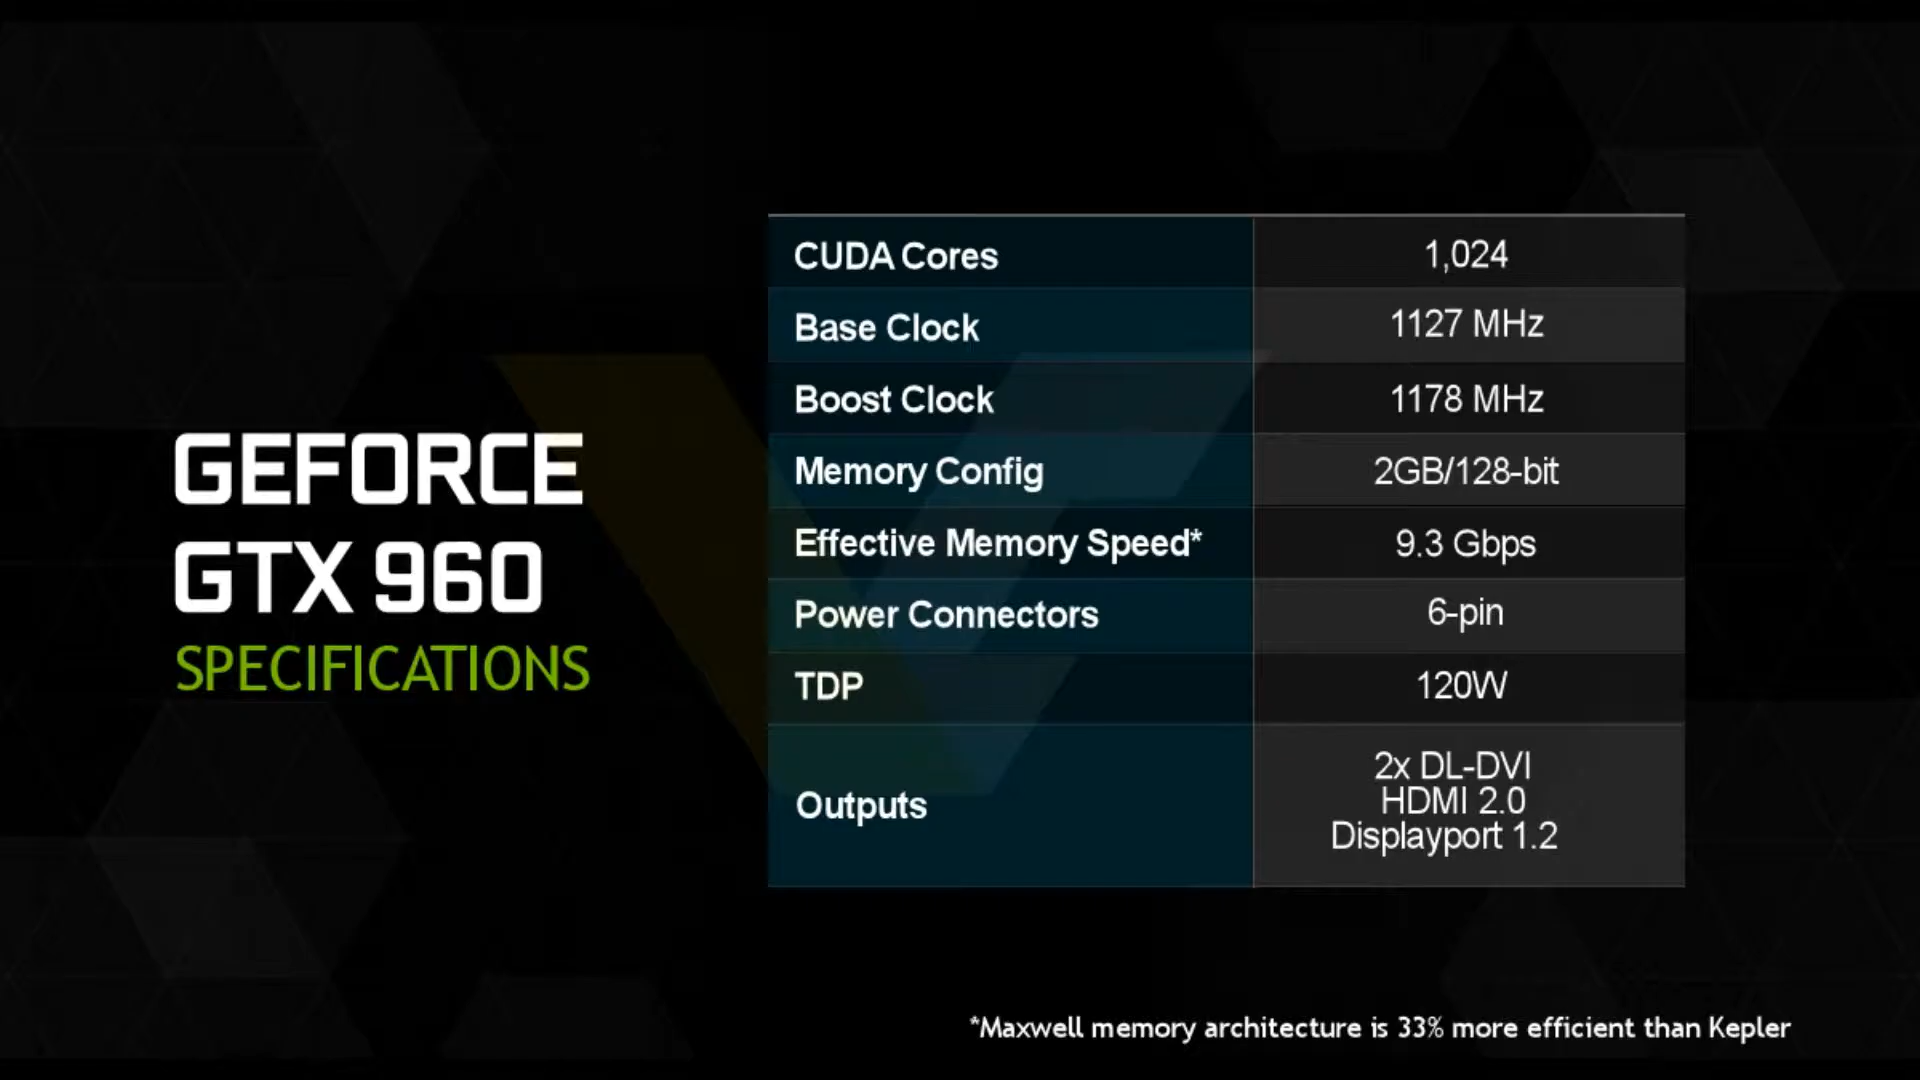 GEFORCE
GTX 960
SPECIFICATIONS
CUDA Cores 1,024
Base Clock 1127 MHz
Boost Clock 1178 MHz
Memory Config 2GB/128-bit
Effective Memory Speed* 9.3 Gbps
Power Connectors 6-pin
TDP 120W
Outputs
2x DL-DVI
HDMI 2.0
Displayport 1.2
*Maxwell memory architecture is 33% more efficient than Kepler